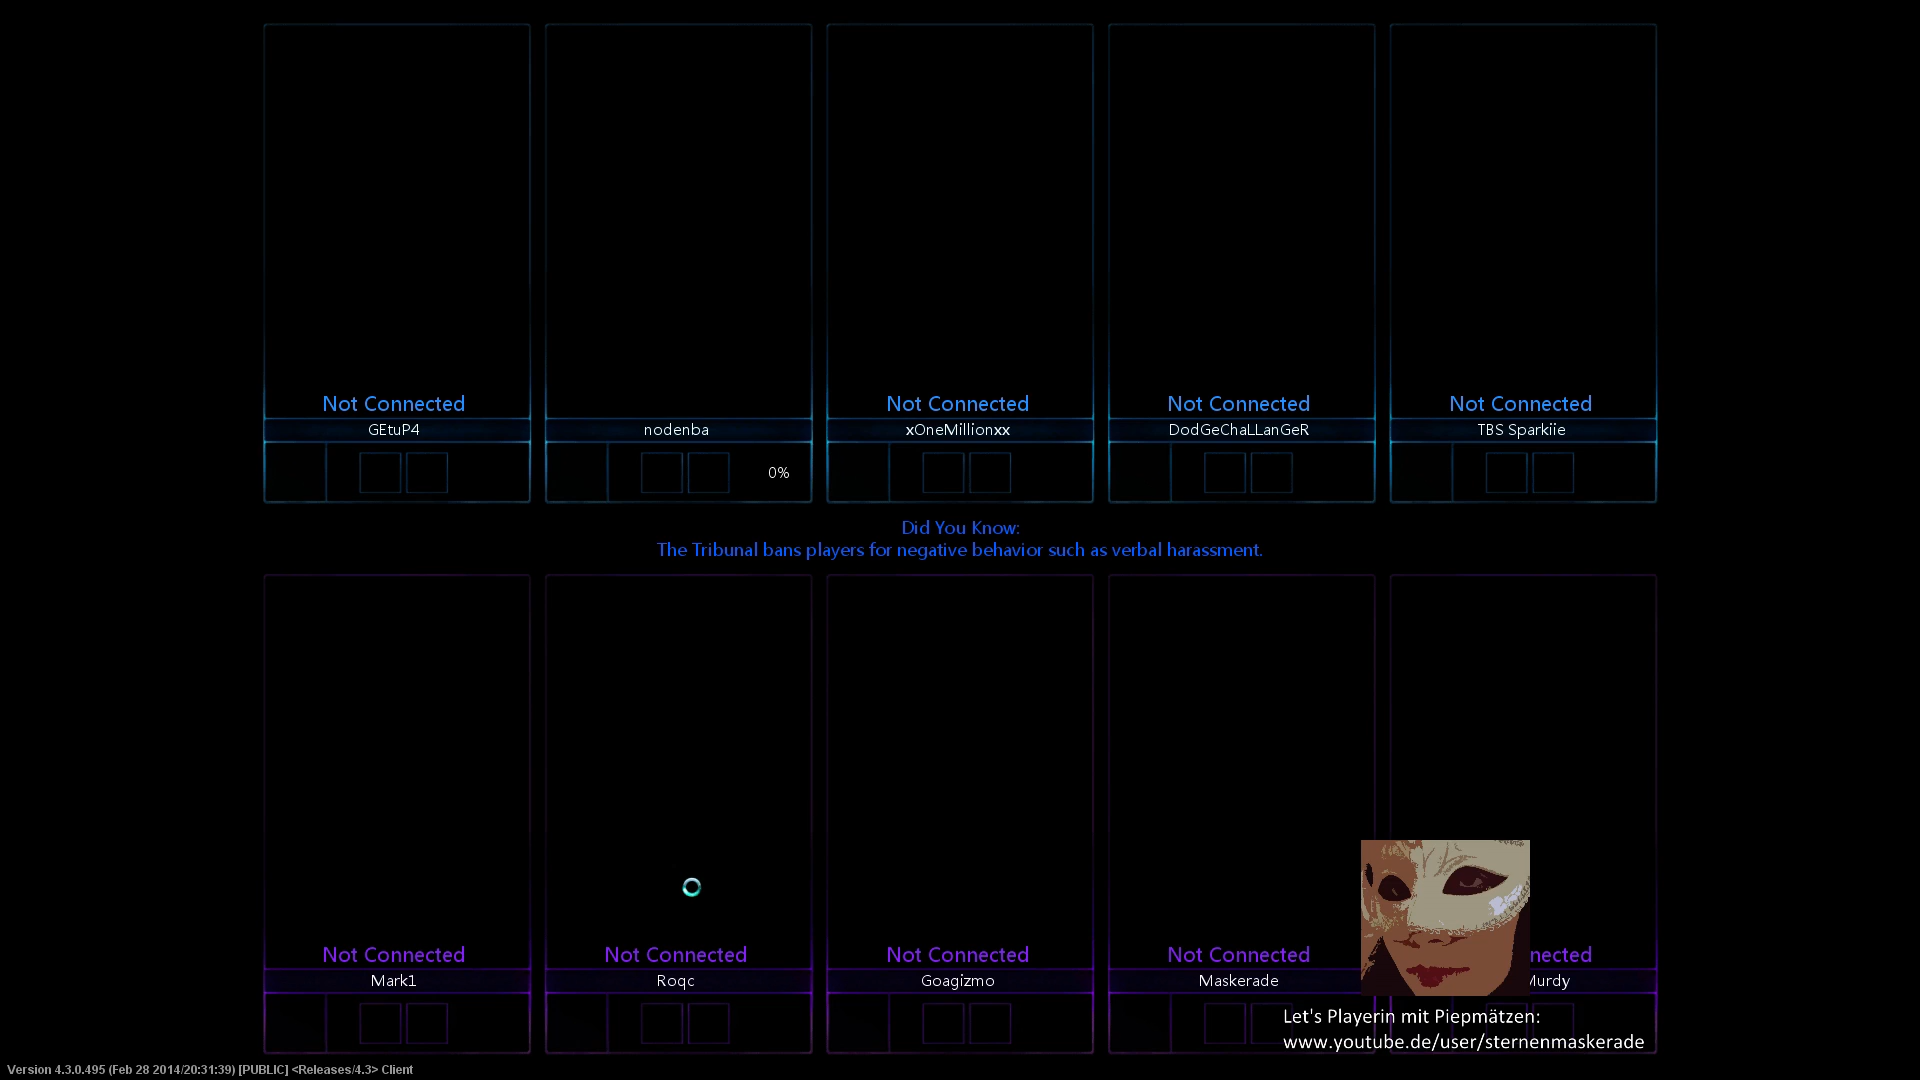 Not Connected
GEtuP4
nodenba
0%
Not Connected
xOneMillionxx
Not Connected
DodGeChaLLanGeR
Not Connected
TBS Sparkiie
Did You Know:
The Tribunal bans players for negative behavior such as verbal harassment.
Not Connected
Mark1
Not Connected
Roqc
Not Connected
Goagizmo
Not Connected
Maskerade
Let's Playerin mit Piepmätzen:
www.youtube.de/user/sternenmaskerade
Version 4.3.0.495 (Feb 28 2014/20:31:39) [PUBLIC] <Releases/4.3> Client